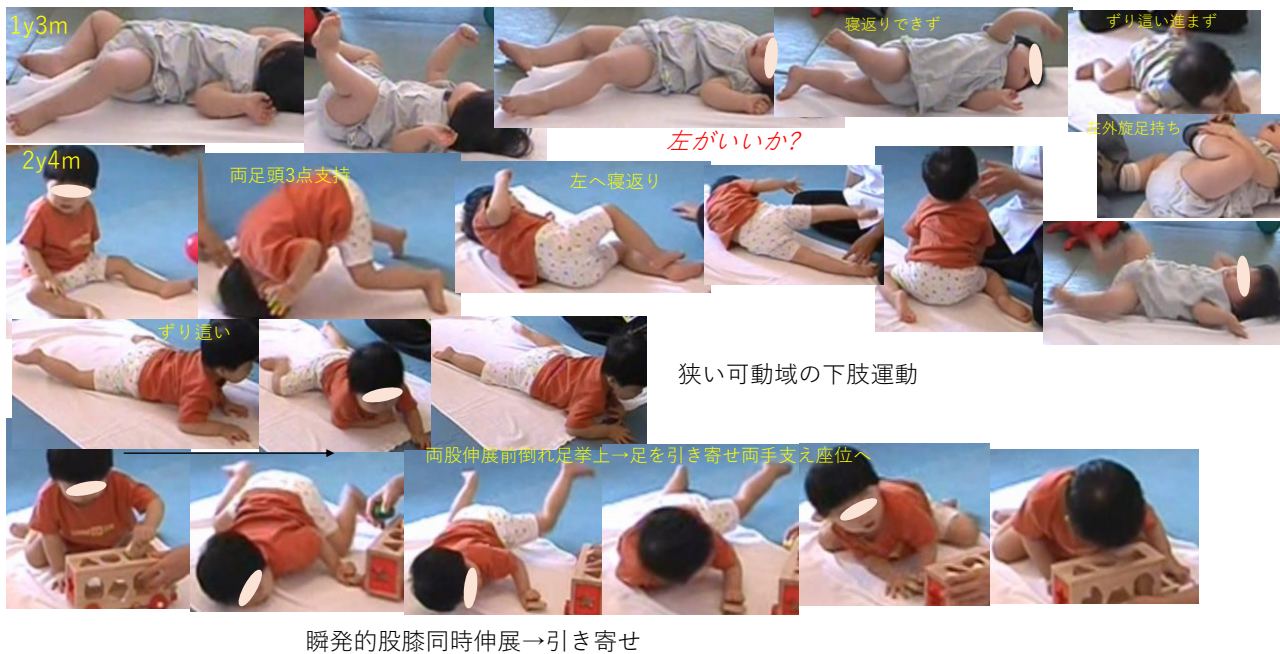 1y3m
寝返りできず
ずり這い進まず
左がいいか?
左外旋足持ち
2y4m
両足頭3点支持
左へ寝返り
ずり這い
狭い可動域の下肢運動
両股伸展前倒れ足挙上→足を引き寄せ両手支え座位へ
瞬発的股膝同時伸展→引き寄せ